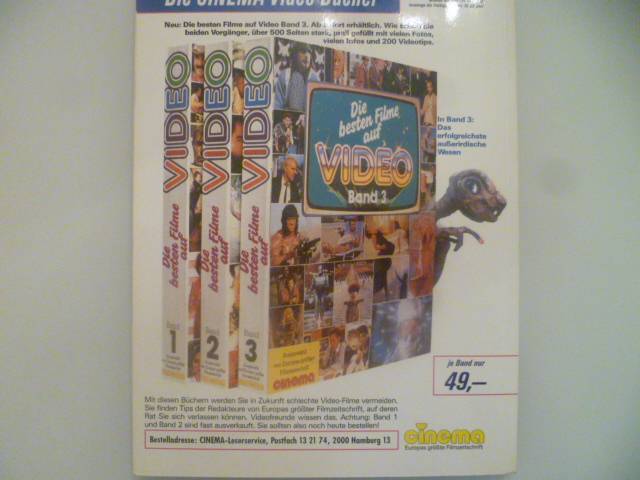 Die CINEMA Video-Bücher
Neu: Die besten Filme auf Video Band 3. Ab sofort erhältlich. Wie
beiden Vorgänger, über 500 Seiten stark, prall gefüllt mit vielen Fotos,
vielen Infos und 200 Videotips.
Die besten Filme auf VIDEO
Band 1
Die besten Filme auf VIDEO
Band 2
Die besten Filme auf VIDEO
Band 3
Die
besten Filme
auf
VIDEO
Band 3
cinema
In Band 3:
Das
erfolgreichste
außerirdische
Wesen
je Band nur
49,—
Mit diesen Büchern werden Sie in Zukunft schlechte Video-Filme vermeiden.
Sie finden Tips der Redakteure von Europas größter Filmzeitschrift, auf deren
Rat Sie sich verlassen können. Videofreunde wissen das. Achtung: Band 1
und Band 2 sind fast ausverkauft. Sie sollten also noch heute bestellen!
Bestelladresse: CINEMA-Leserservice, Postfach 13 21 74, 2000 Hamburg 13
cinema
Europas größte Filmzeitschrift